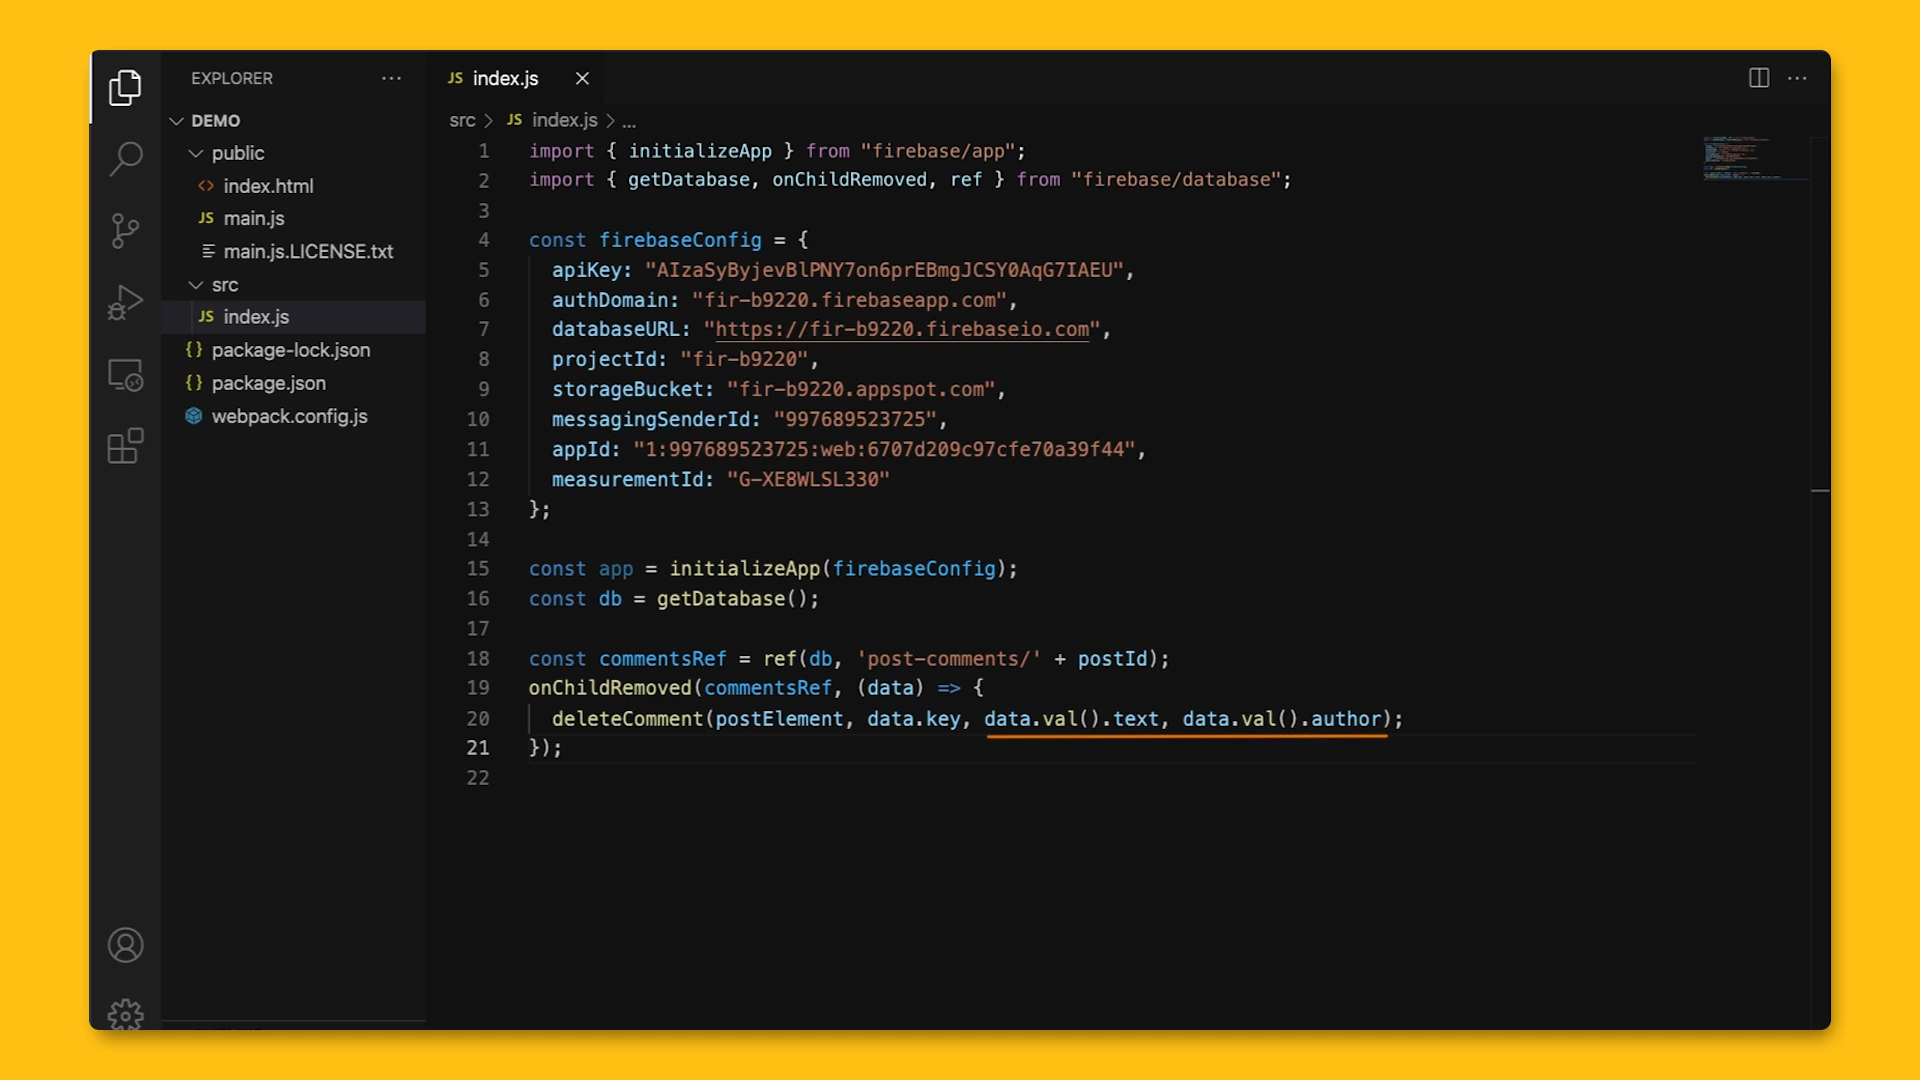 EXPLORER
DEMO
public
index.html
JS main.js
main.js.LICENSE.txt
src
JS index.js
{} package-lock.json
{} package.json
webpack.config.js
JS index.js
src > JS index.js > ...
1 import { initializeApp } from "firebase/app";
2 import { getDatabase, onChildRemoved, ref } from "firebase/database";
3
4 const firebaseConfig = {
5 apiKey: "AIzaSyByjevBlPNY7on6prEBmgJCSY0AqG7IAEU",
6 authDomain: "fir-b9220.firebaseapp.com",
7 databaseURL: "https://fir-b9220.firebaseio.com",
8 projectId: "fir-b9220",
9 storageBucket: "fir-b9220.appspot.com",
10 messagingSenderId: "997689523725",
11 appId: "1:997689523725:web:6707d209c97cfe70a39f44",
12 measurementId: "G-XE8WLSL330"
13 };
14
15 const app = initializeApp(firebaseConfig);
16 const db = getDatabase();
17
18 const commentsRef = ref(db, 'post-comments/' + postId);
19 onChildRemoved(commentsRef, (data) => {
20 deleteComment(postElement, data.key, data.val().text, data.val().author);
21 });
22